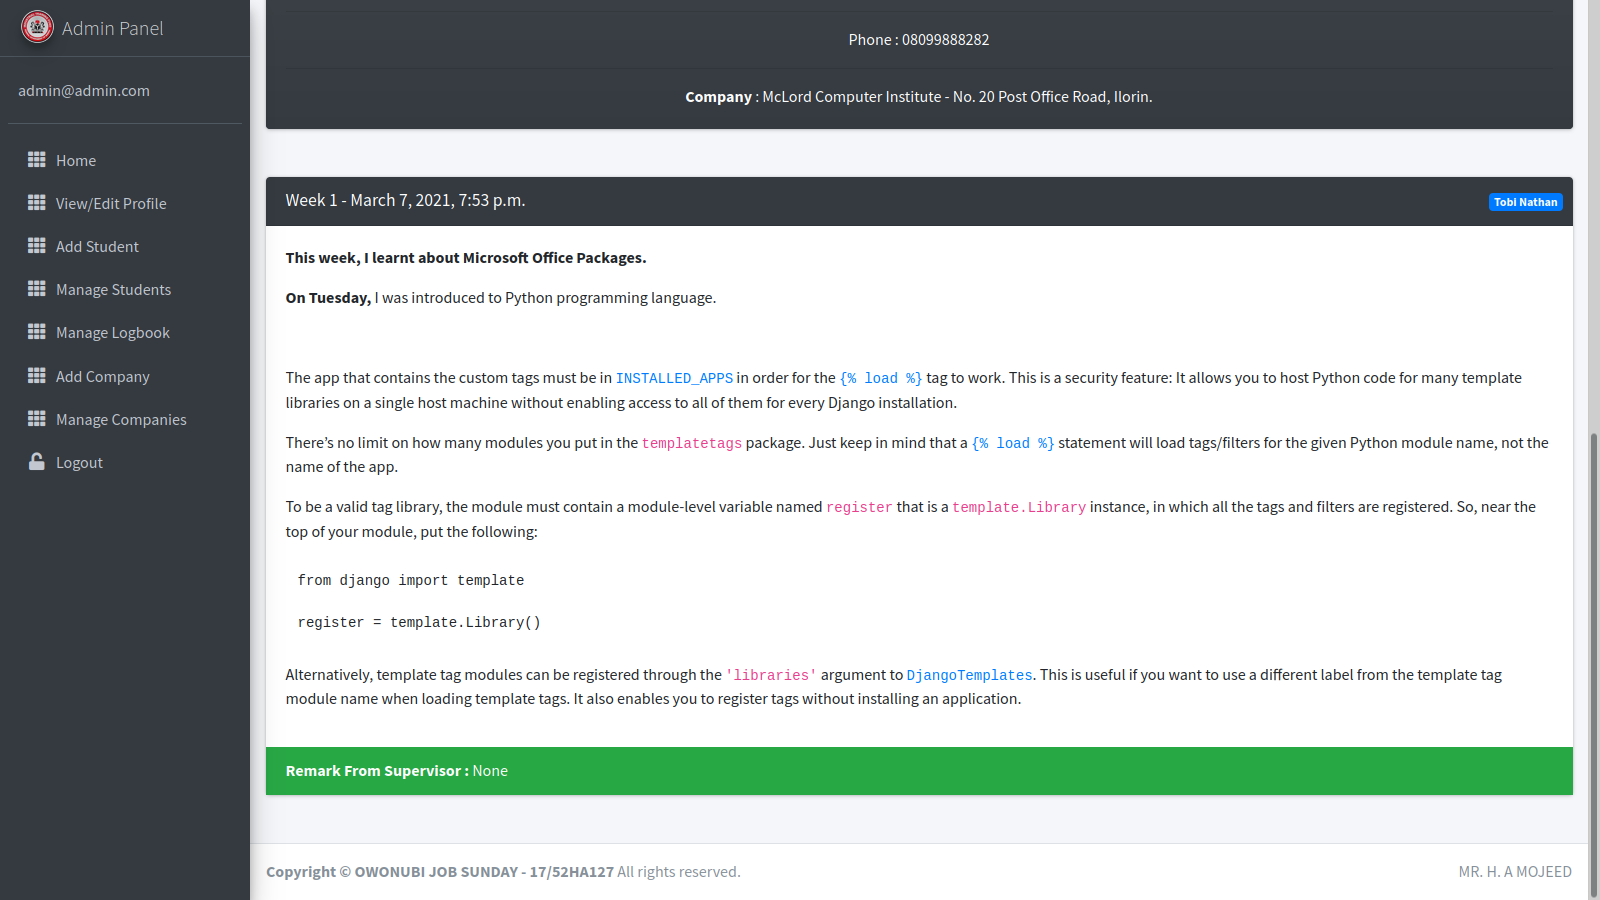 Admin Panel
admin@admin.com
Home
View/Edit Profile
Add Student
Manage Students
Manage Logbook
Add Company
Manage Companies
Logout
Phone : 08099888282
Company : McLord Computer Institute - No. 20 Post Office Road, Ilorin.
Week 1 - March 7, 2021, 7:53 p.m.
Tobi Nathan
This week, I learnt about Microsoft Office Packages.
On Tuesday, I was introduced to Python programming language.
The app that contains the custom tags must be in INSTALLED_APPS in order for the {% load %} tag to work. This is a security feature: It allows you to host Python code for many template
libraries on a single host machine without enabling access to all of them for every Django installation.
There’s no limit on how many modules you put in the templatetags package. Just keep in mind that a {% load %} statement will load tags/filters for the given Python module name, not the
name of the app.
To be a valid tag library, the module must contain a module-level variable named register that is a template.Library instance, in which all the tags and filters are registered. So, near the
top of your module, put the following:
from django import template
register = template.Library()
Alternatively, template tag modules can be registered through the 'libraries' argument to DjangoTemplates. This is useful if you want to use a different label from the template tag
module name when loading template tags. It also enables you to register tags without installing an application.
Remark From Supervisor : None
Copyright © OWONUBI JOB SUNDAY - 17/52HA127 All rights reserved.
MR. H. A MOJEED